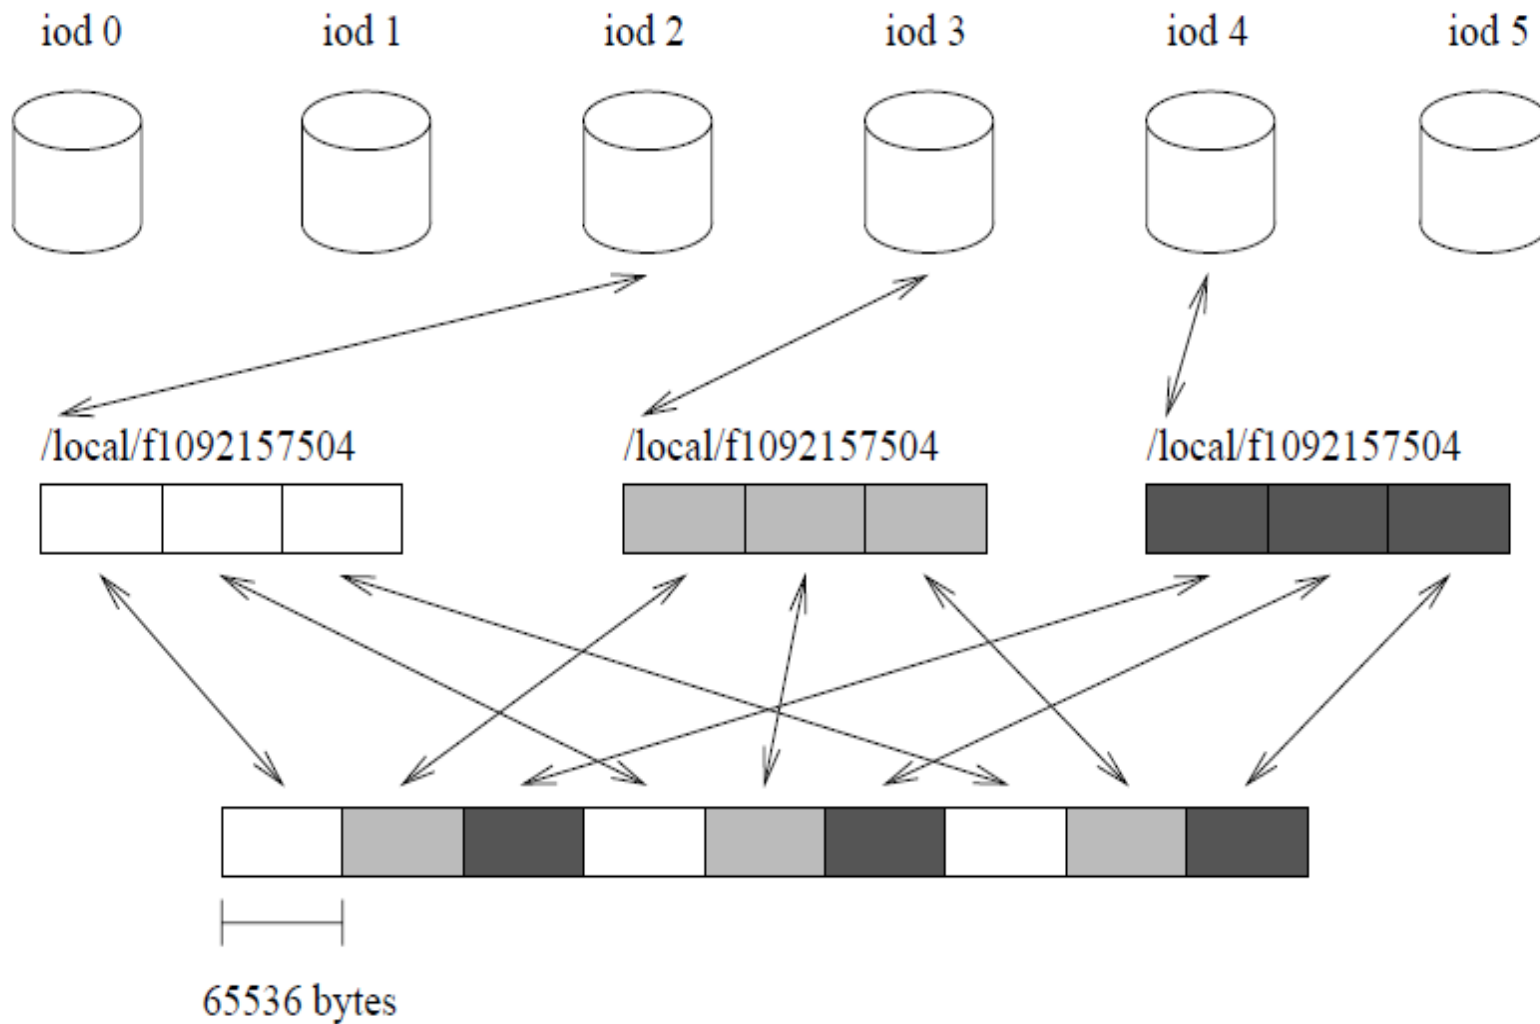 iod 0 iod 1 iod 2 iod 3 iod 4 iod 5
/local/f1092157504 /local/f1092157504 /local/f1092157504
65536 bytes